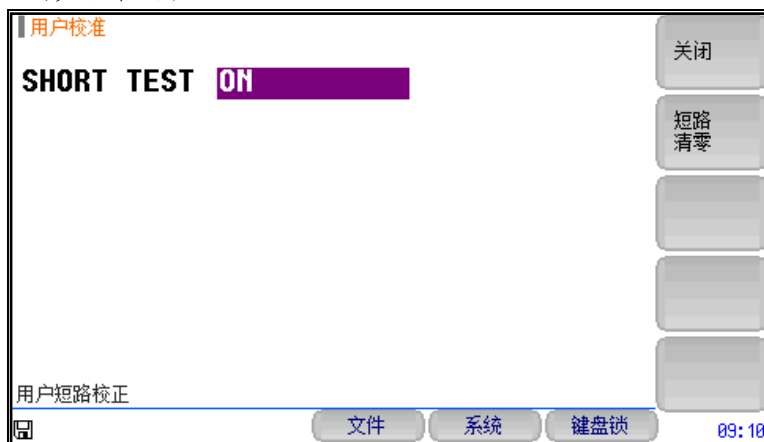 用户校准
关闭
SHORT TEST ON
短路
清零
用户短路校正
文件 系统 键盘锁 09:10